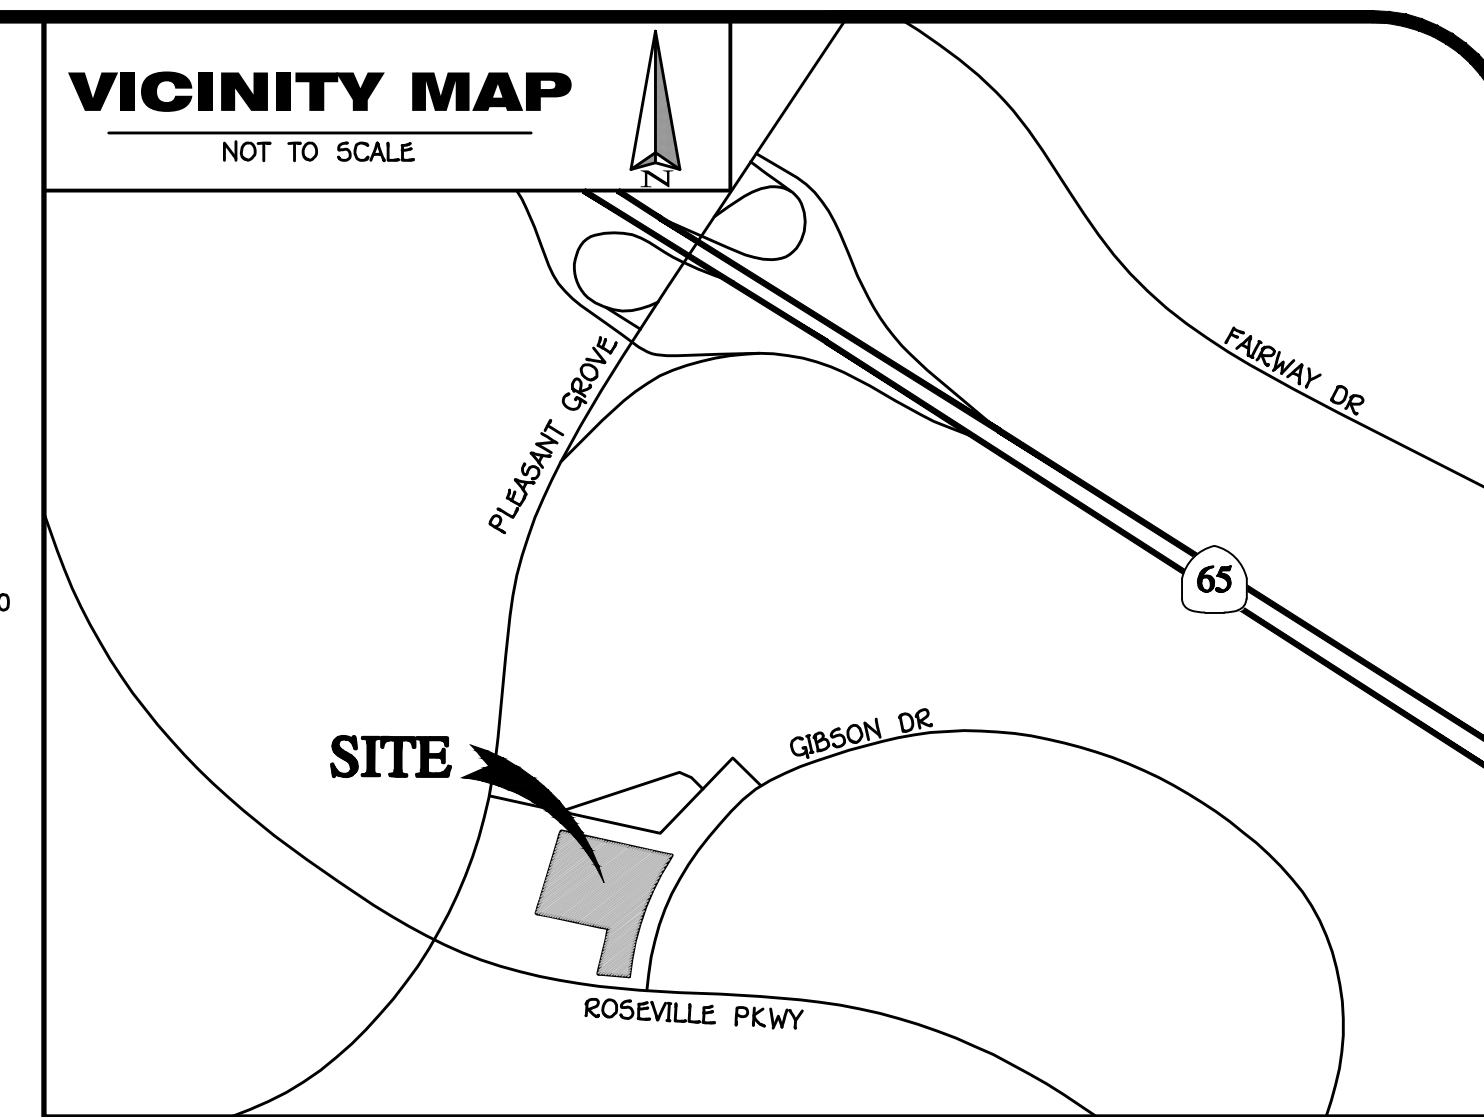 VICINITY MAP
NOT TO SCALE
N
PLEASANT GROVE
FAIRWAY DR
65
GIBSON DR
SITE
ROSEVILLE PKWY